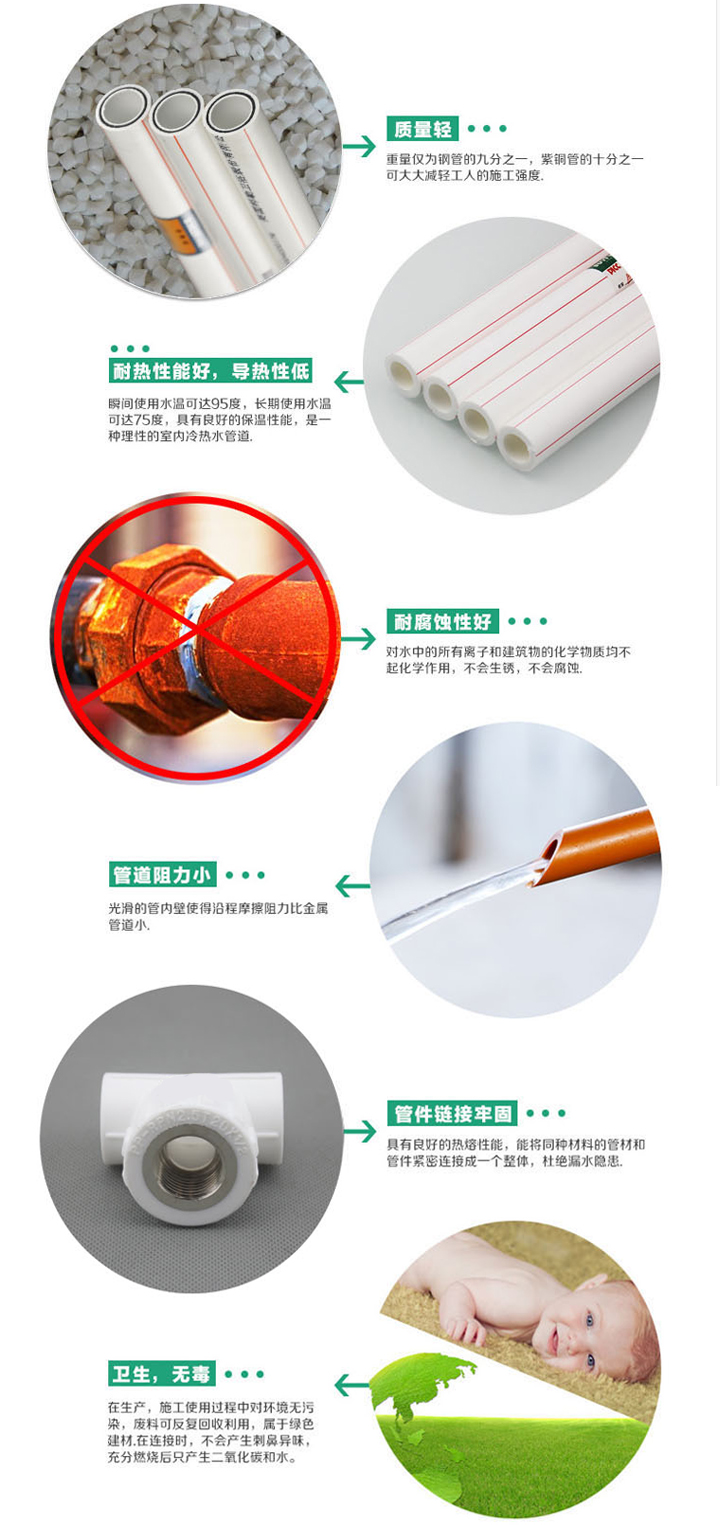 质量轻
重量仅为钢管的九分之一，紫铜管的十分之一
可大大减轻工人的施工强度.
耐热性能好，导热性低
瞬间使用水温可达95度，长期使用水温
可达75度，具有良好的保温性能，是一
种理性的室内冷热水管道.
耐腐蚀性好
对水中的所有离子和建筑物的化学物质均不
起化学作用，不会生锈，不会腐蚀.
管道阻力小
光滑的管内壁使得沿程摩擦阻力比金属
管道小.
管件链接牢固
具有良好的热熔性能，能将同种材料的管材和
管件紧密连接成一个整体，杜绝漏水隐患.
卫生，无毒
在生产，施工使用过程中对环境无污
染，废料可反复回收利用，属于绿色
建材.在连接时，不会产生刺鼻异味，
充分燃烧后只产生二氧化碳和水。